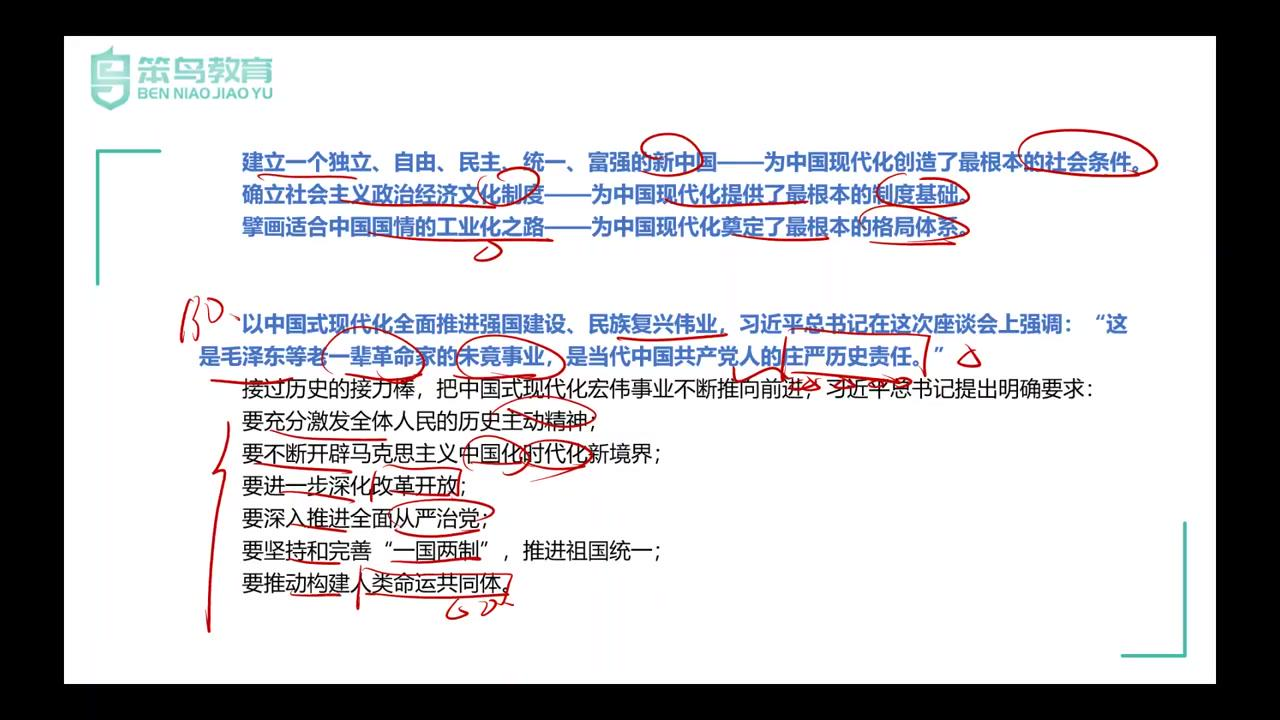 笨鸟教育
BEN NIAO JIAO YU
建立一个独立、自由、民主、统一、富强的新中国——为中国现代化创造了最根本的社会条件。
确立社会主义政治经济文化制度——为中国现代化提供了最根本的制度基础。
擘画适合中国国情的工业化之路——为中国现代化奠定了最根本的格局体系。
以中国式现代化全面推进强国建设、民族复兴伟业，习近平总书记在这次座谈会上强调：“这
是毛泽东等老一辈革命家的未竟事业，是当代中国共产党人的庄严历史责任。”
接过历史的接力棒，把中国式现代化宏伟事业不断推向前进，习近平总书记提出明确要求：
要充分激发全体人民的历史主动精神；
要不断开辟马克思主义中国化时代化新境界；
要进一步深化改革开放；
要深入推进全面从严治党；
要坚持和完善“一国两制”，推进祖国统一；
要推动构建人类命运共同体。